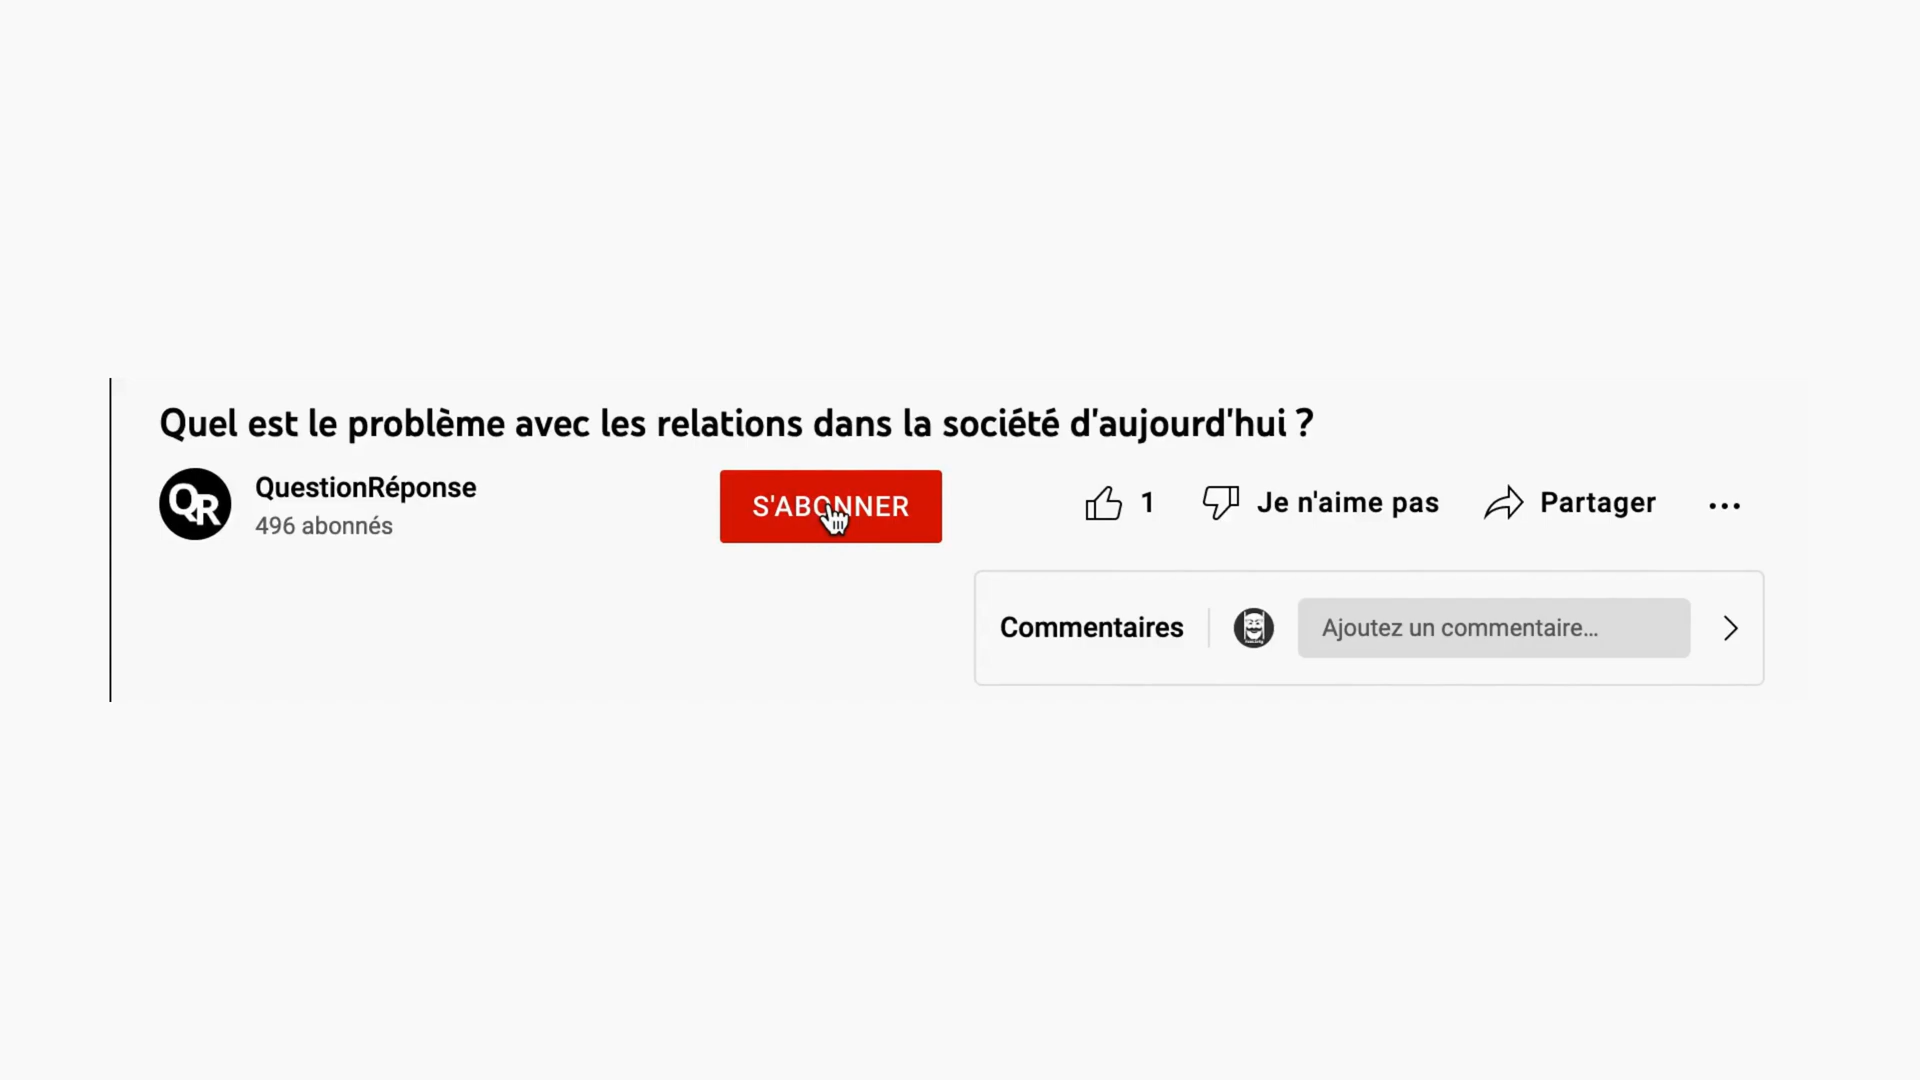 Quel est le problème avec les relations dans la société d'aujourd'hui ?
QR
QuestionRéponse
496 abonnés
S'ABONNER
1
Je n'aime pas
Partager
...
Commentaires
Ajoutez un commentaire...